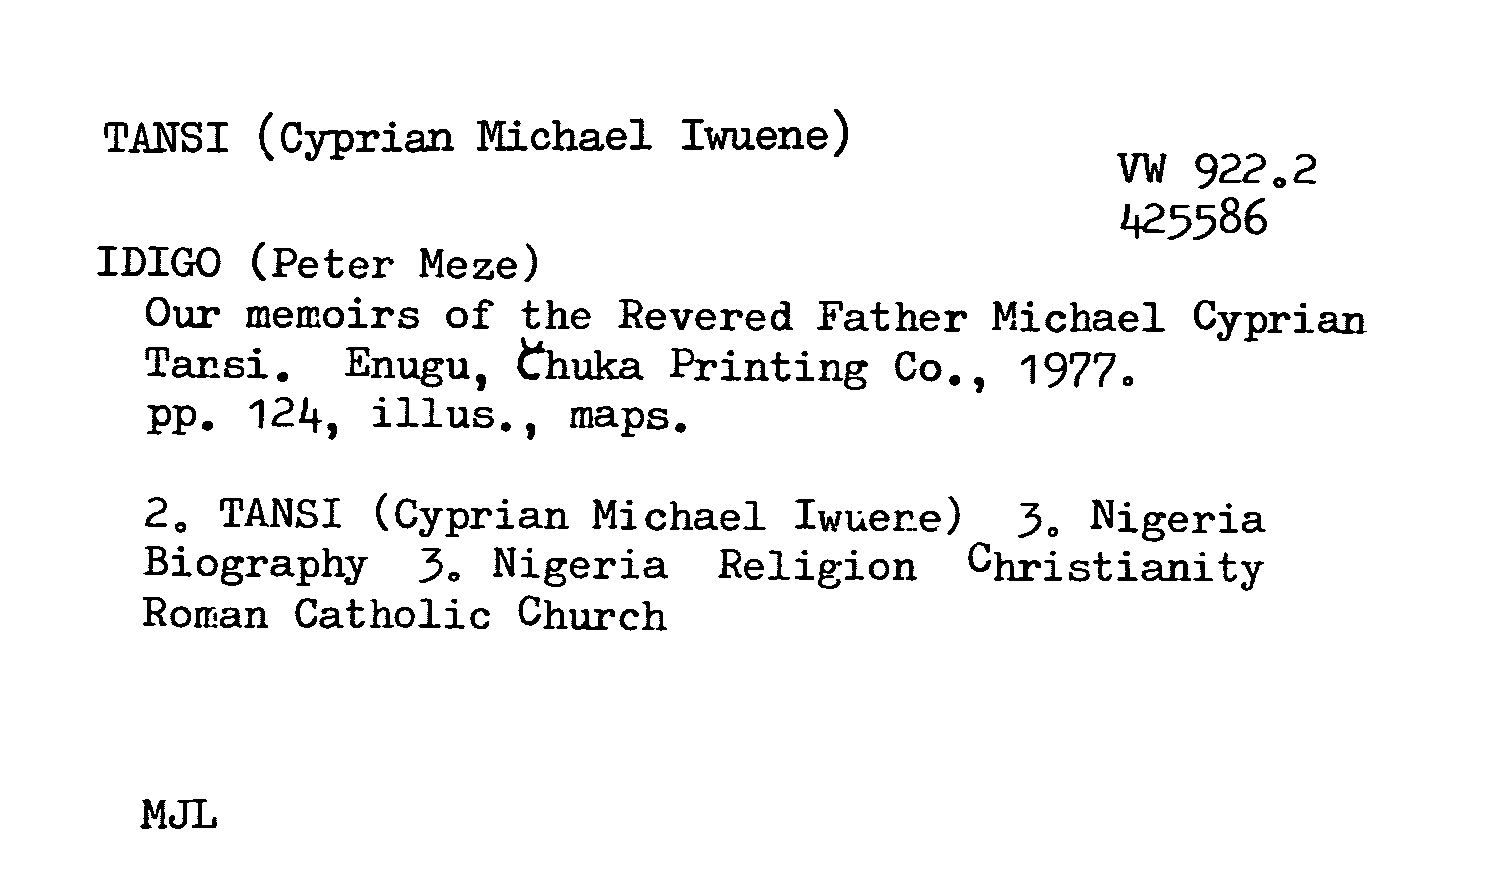 TANSI (Cyprian Michael Iwuene)
VW 922.2
425586
IDIGO (Peter Meze)
Our memoirs of the Revered Father Michael Cyprian
Tansi. Enugu, Chuka Printing Co., 1977.
pp. 124, illus., maps.
2. TANSI (Cyprian Michael Iwuene) 3. Nigeria
Biography 3. Nigeria Religion Christianity
Roman Catholic Church
MJL